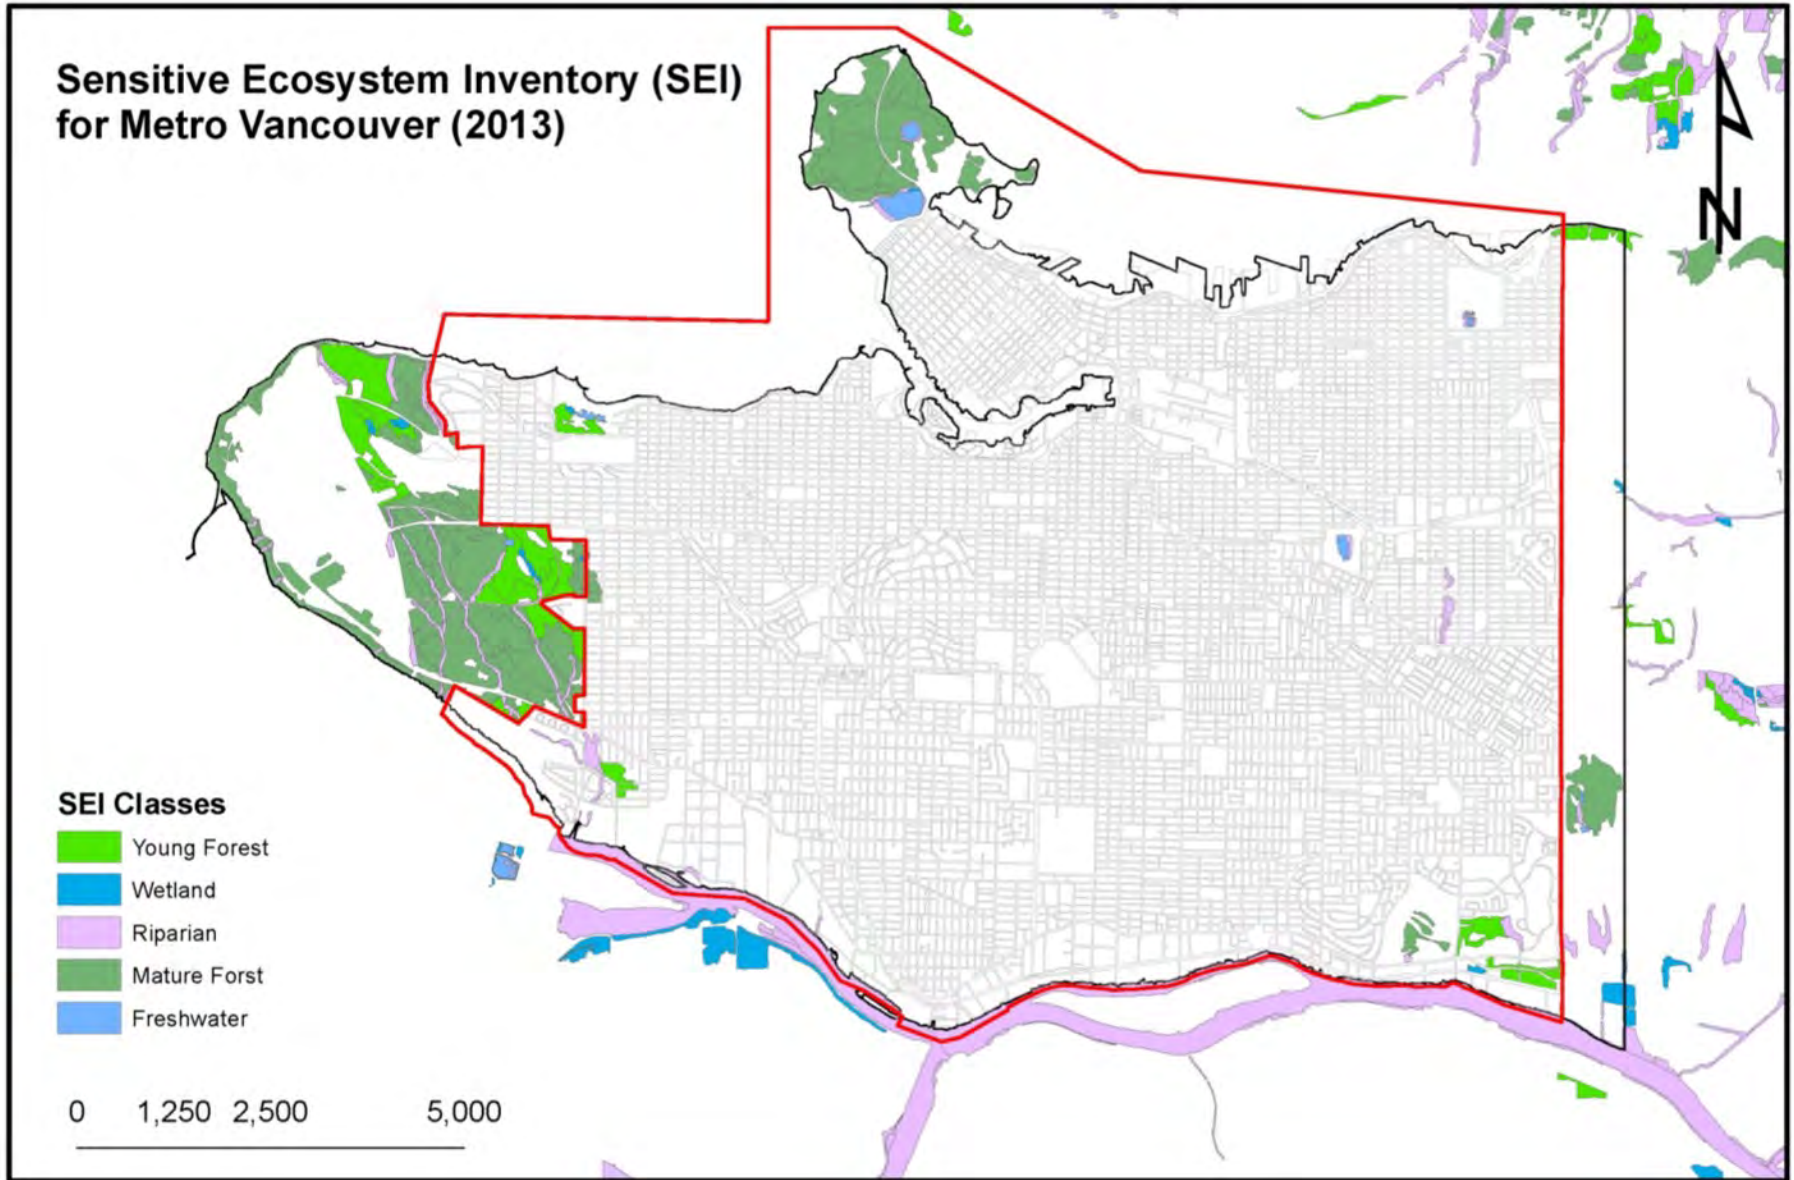 Sensitive Ecosystem Inventory (SEI)
for Metro Vancouver (2013)
N
SEI Classes
Young Forest
Wetland
Riparian
Mature Forst
Freshwater
0 1,250 2,500 5,000